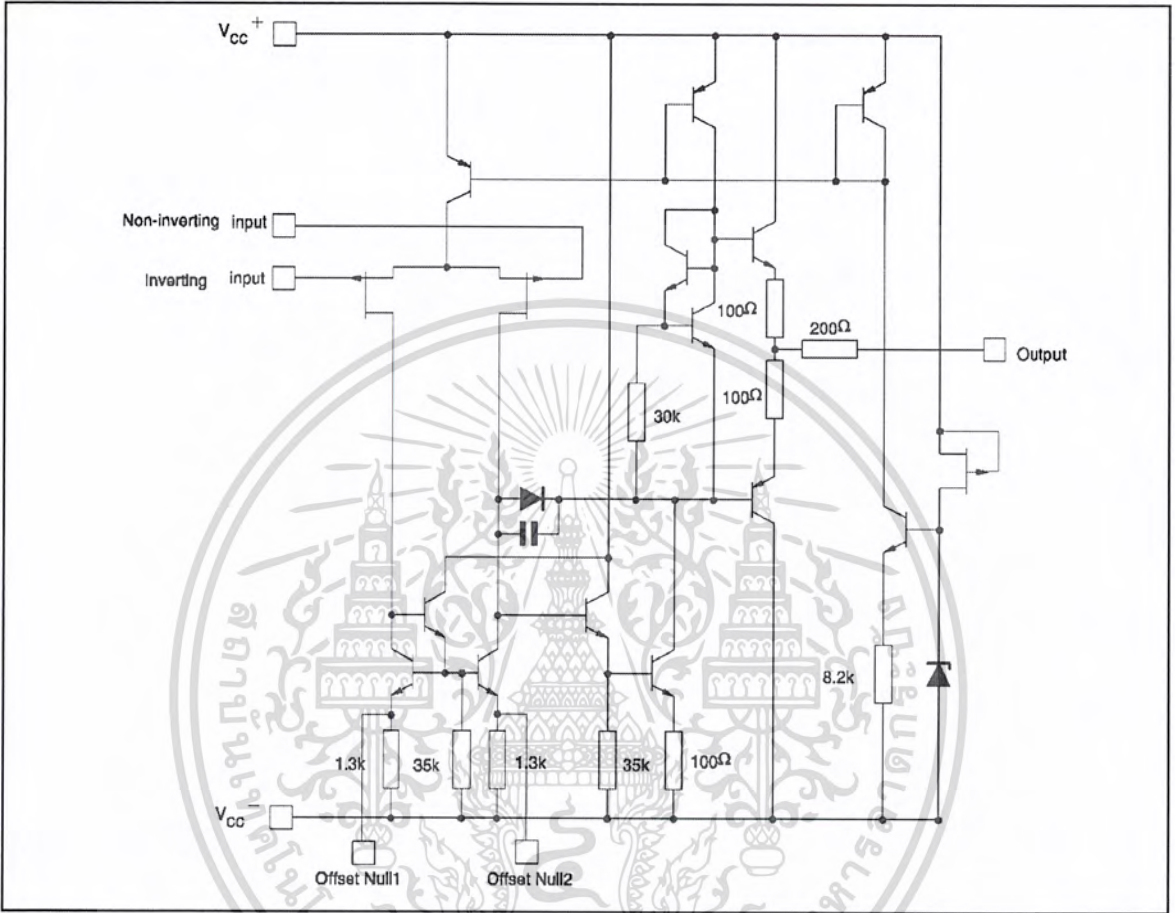 VCC +
Non-inverting input
Inverting input
100Ω
200Ω
Output
100Ω
30k
8.2k
1.3k
35k
1.3k
35k
100Ω
VCC -
Offset Null1
Offset Null2